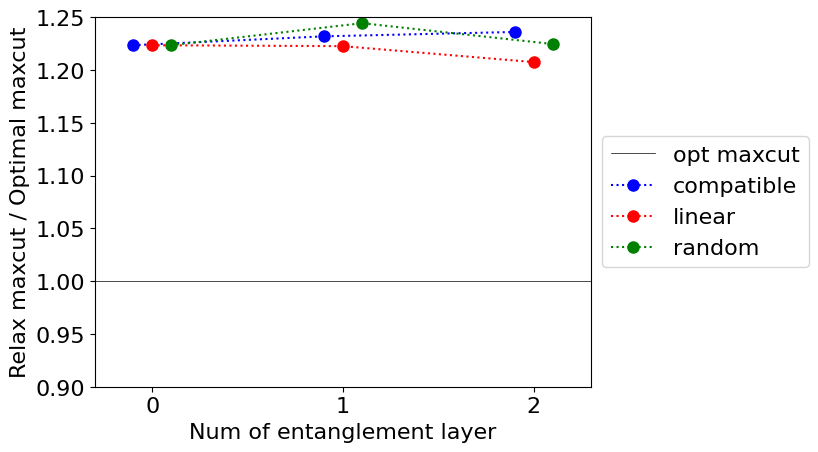 Relax maxcut / Optimal maxcut
1.25
1.20
1.15
1.10
1.05
1.00
0.95
0.90
0 1 2
Num of entanglement layer
opt maxcut
compatible
linear
random